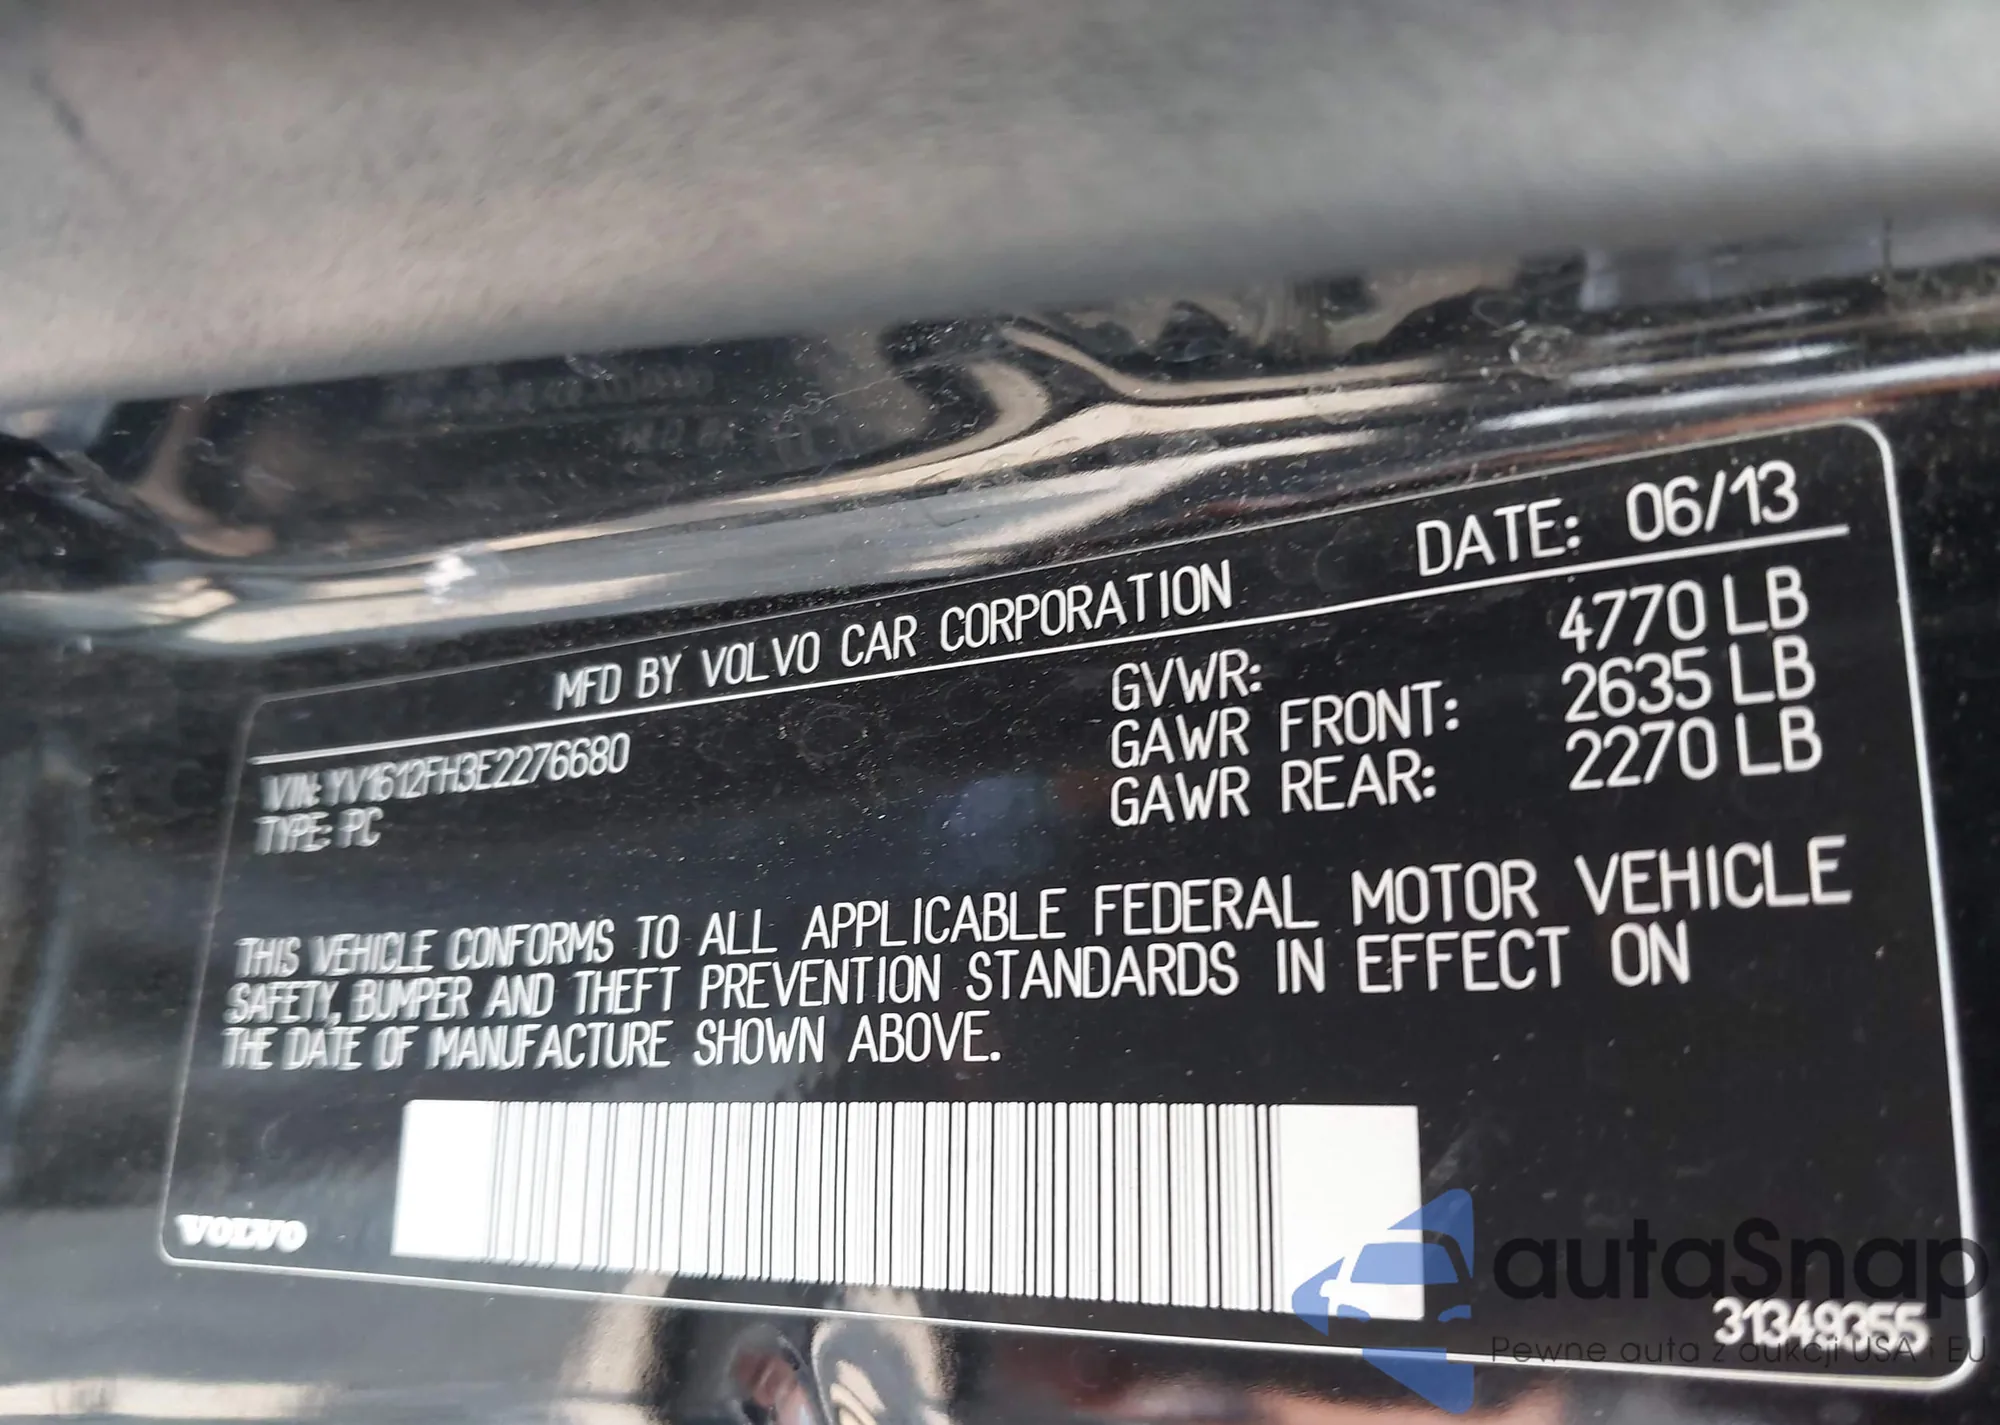 MFD BY VOLVO CAR CORPORATION DATE: 06/13
VIN: YV1612FH3E2276680 GVWR: 4770 LB
TYPE: PC GAWR FRONT: 2635 LB
GAWR REAR: 2270 LB
THIS VEHICLE CONFORMS TO ALL APPLICABLE FEDERAL MOTOR VEHICLE
SAFETY, BUMPER AND THEFT PREVENTION STANDARDS IN EFFECT ON
THE DATE OF MANUFACTURE SHOWN ABOVE.
VOLVO
31349355
autaSnap
Pewne auta z aukcji USA i EU